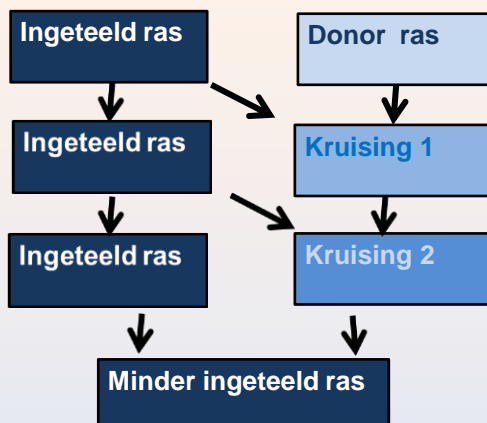 Ingeteeld ras
Donor ras
Ingeteeld ras
Kruising 1
Ingeteeld ras
Kruising 2
Minder ingeteeld ras